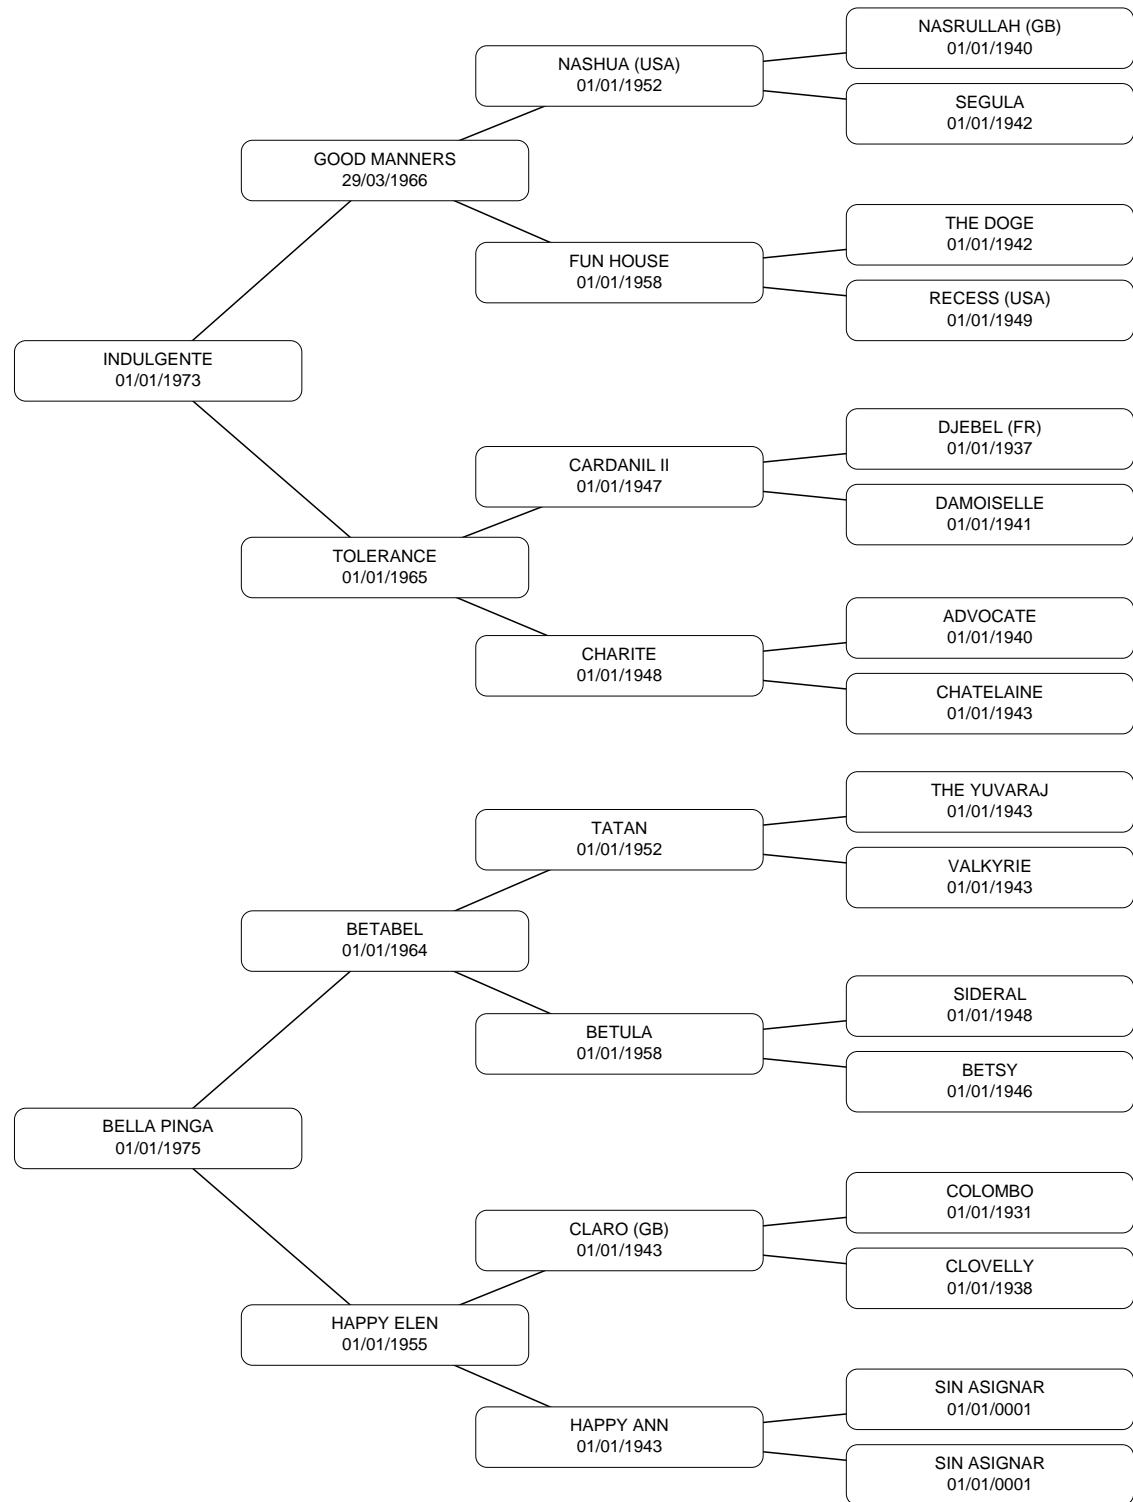 NASRULLAH (GB)
01/01/1940
NASHUA (USA)
01/01/1952
SEGULA
01/01/1942
GOOD MANNERS
29/03/1966
THE DOGE
01/01/1942
FUN HOUSE
01/01/1958
RECESS (USA)
01/01/1949
INDULGENTE
01/01/1973
DJEBEL (FR)
01/01/1937
CARDANIL II
01/01/1947
DAMOISELLE
01/01/1941
TOLERANCE
01/01/1965
ADVOCATE
01/01/1940
CHARITE
01/01/1948
CHATELAINE
01/01/1943
THE YUVARAJ
01/01/1943
TATAN
01/01/1952
VALKYRIE
01/01/1943
BETABEL
01/01/1964
SIDERAL
01/01/1948
BETULA
01/01/1958
BETSY
01/01/1946
BELLA PINGA
01/01/1975
COLOMBO
01/01/1931
CLARO (GB)
01/01/1943
CLOVELLY
01/01/1938
HAPPY ELEN
01/01/1955
SIN ASIGNAR
01/01/0001
HAPPY ANN
01/01/1943
SIN ASIGNAR
01/01/0001